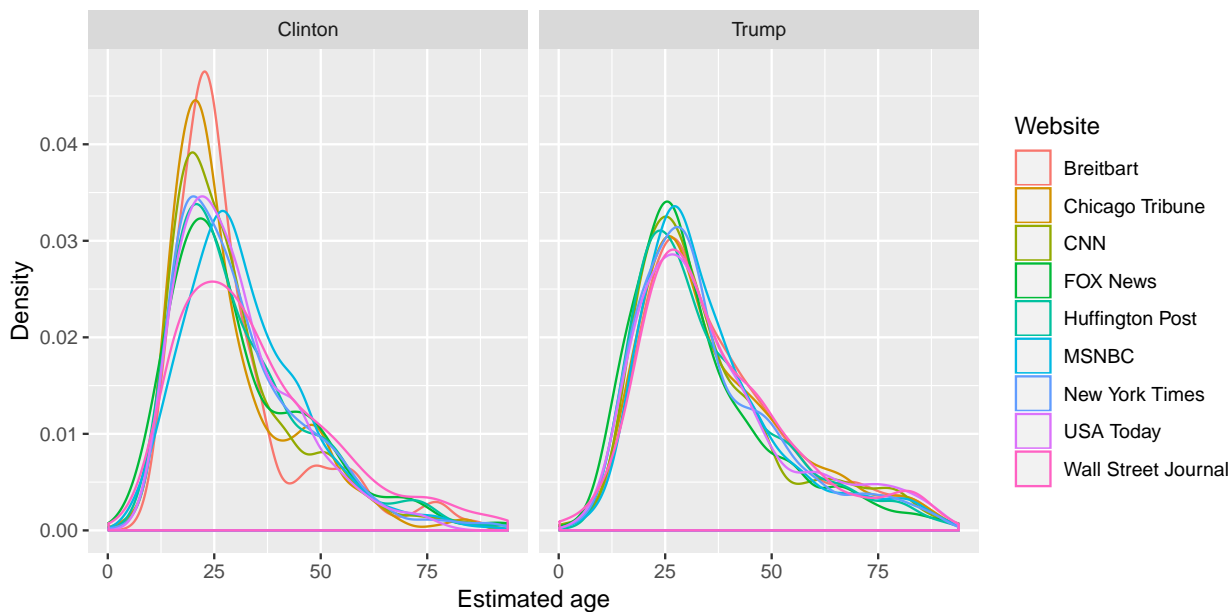 Clinton
Trump
0.04
0.03
0.02
0.01
0.00
Density
0
25
50
75
0
25
50
75
Estimated age
Website
Breitbart
Chicago Tribune
CNN
FOX News
Huffington Post
MSNBC
New York Times
USA Today
Wall Street Journal